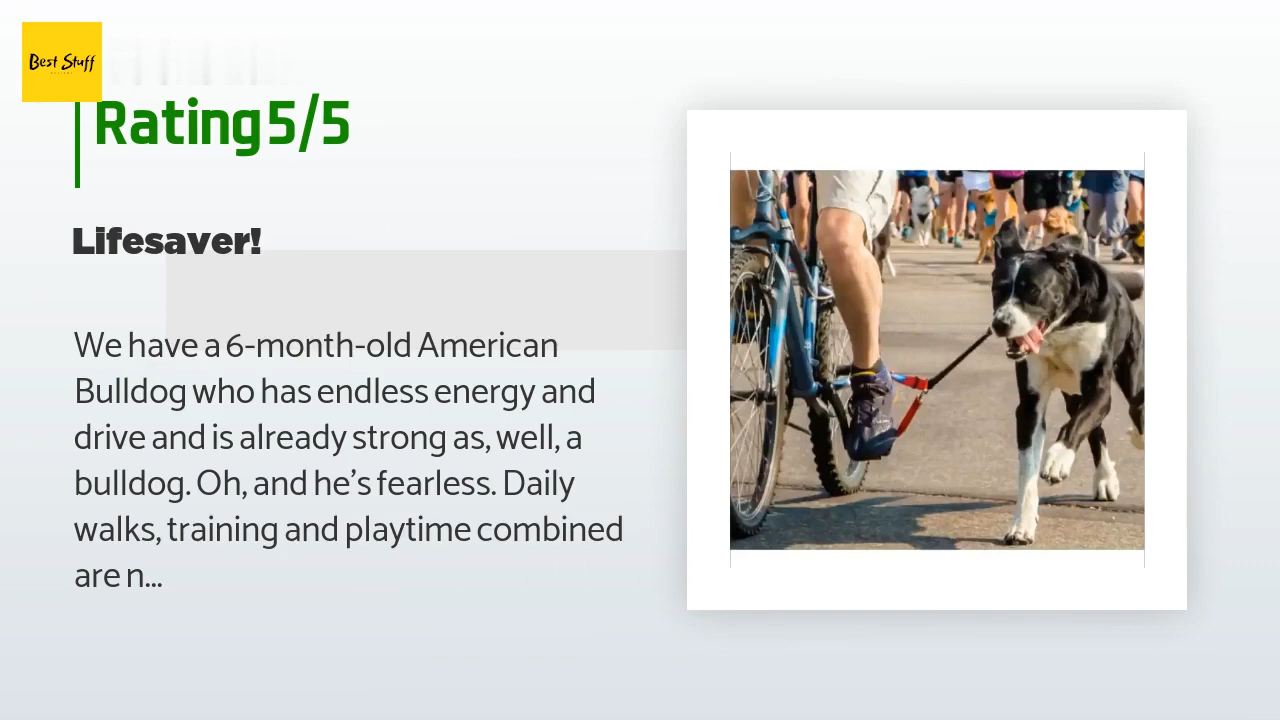 Best Stuff
Rating 5/5
Lifesaver!
We have a 6-month-old American
Bulldog who has endless energy and
drive and is already strong as, well, a
bulldog. Oh, and he's fearless. Daily
walks, training and playtime combined
are n...